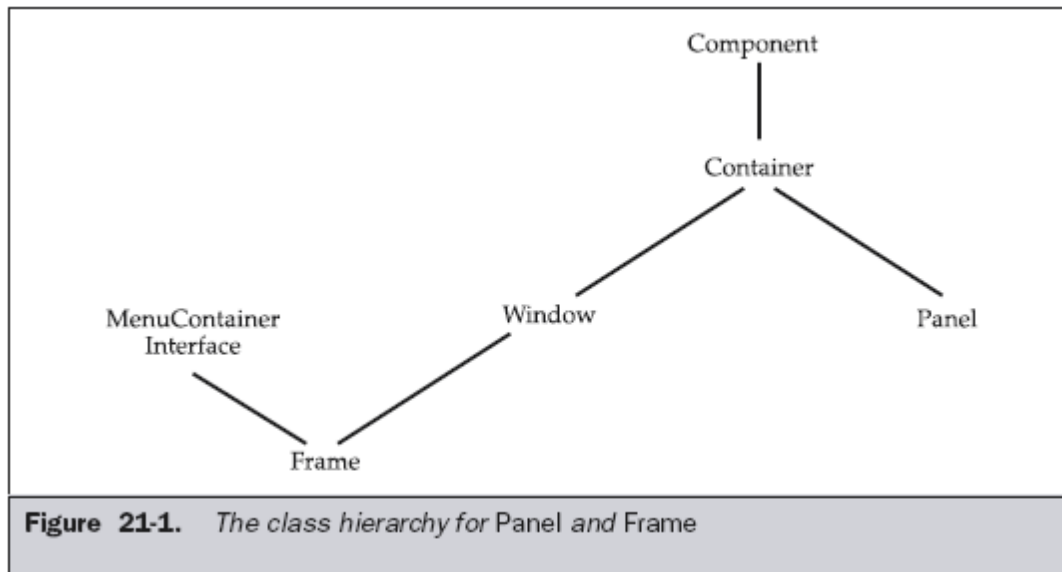 Component
Container
MenuContainer
Interface
Window
Panel
Frame
Figure 21-1. The class hierarchy for Panel and Frame